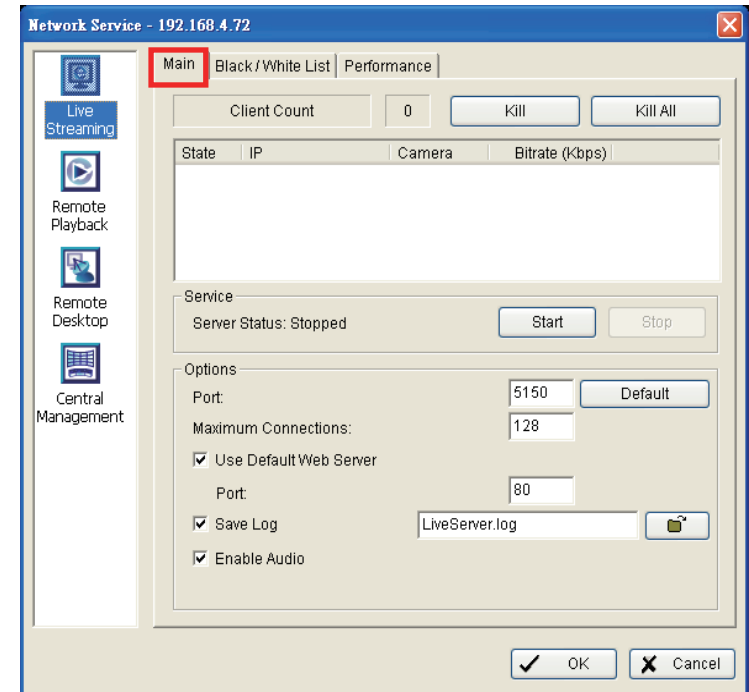 Network Service - 192.168.4.72
Live
Streaming
Remote
Playback
Remote
Desktop
Central
Management
Main Black / White List Performance
Client Count 0 Kill Kill All
State IP Camera Bitrate (Kbps)
Service
Server Status: Stopped Start Stop
Options
Port: 5150 Default
Maximum Connections: 128
Use Default Web Server
Port: 80
Save Log LiveServer.log
Enable Audio
OK Cancel